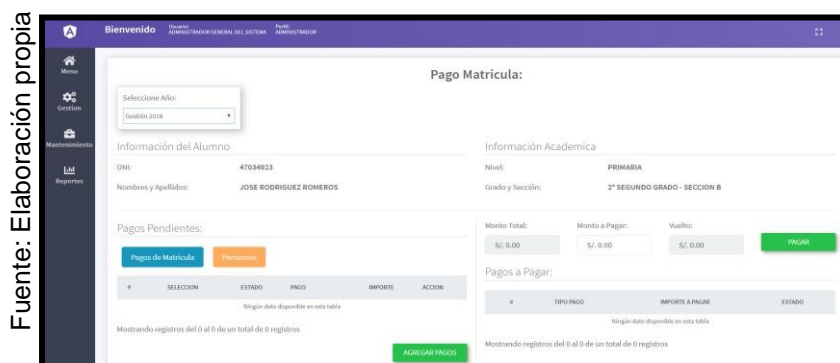 Fuente: Elaboración propia
Bienvenido
Usuario:
ADMINISTRADOR GENERAL DEL SISTEMA
Perfil:
ADMINISTRADOR
Menu
Gestion
Mantenimiento
Reportes
Pago Matricula:
Seleccione Año:
Gestión 2018
Información del Alumno
DNI: 47034923
Nombres y Apellidos: JOSE RODRIGUEZ ROMEROS
Información Academica
Nivel: PRIMARIA
Grado y Sección: 2° SEGUNDO GRADO - SECCION B
Pagos Pendientes:
Pagos de Matricula Pensiones
# SELECCION ESTADO PAGO IMPORTE ACCION
Ningún dato disponible en esta tabla
Mostrando registros del 0 al 0 de un total de 0 registros
AGREGAR PAGOS
Monto Total: Monto a Pagar: Vuelto:
S/. 0.00 S/. 0.00 S/. 0.00 PAGAR
Pagos a Pagar:
# TIPO PAGO IMPORTE A PAGAR ESTADO
Ningún dato disponible en esta tabla
Mostrando registros del 0 al 0 de un total de 0 registros